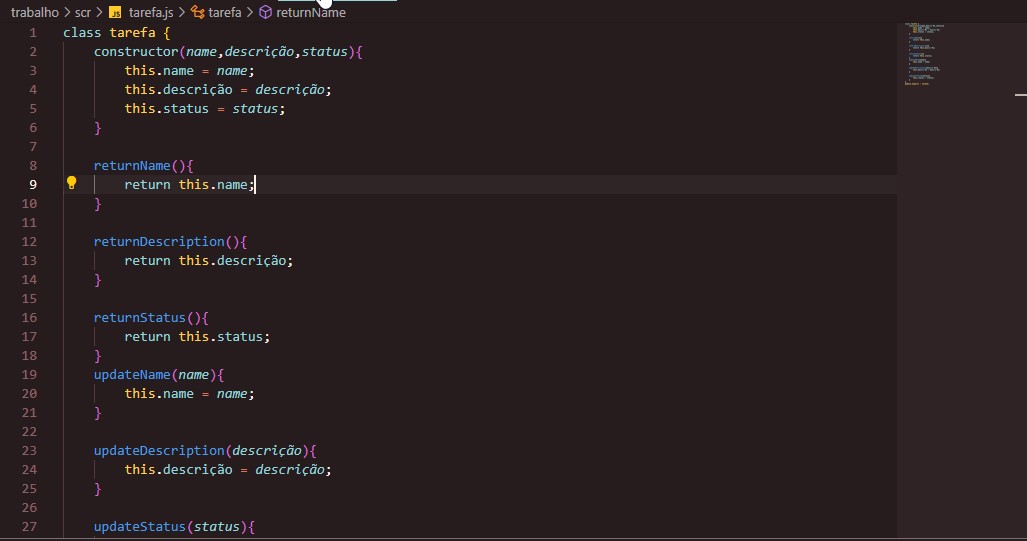 trabalho > scr > JS tarefa.js > tarefa > returnName
1 class tarefa {
2     constructor(name,descrição,status){
3         this.name = name;
4         this.descrição = descrição;
5         this.status = status;
6     }
7
8     returnName(){
9         return this.name;
10     }
11
12     returnDescription(){
13         return this.descrição;
14     }
15
16     returnStatus(){
17         return this.status;
18     }
19     updateName(name){
20         this.name = name;
21     }
22
23     updateDescription(descrição){
24         this.descrição = descrição;
25     }
26
27     updateStatus(status){